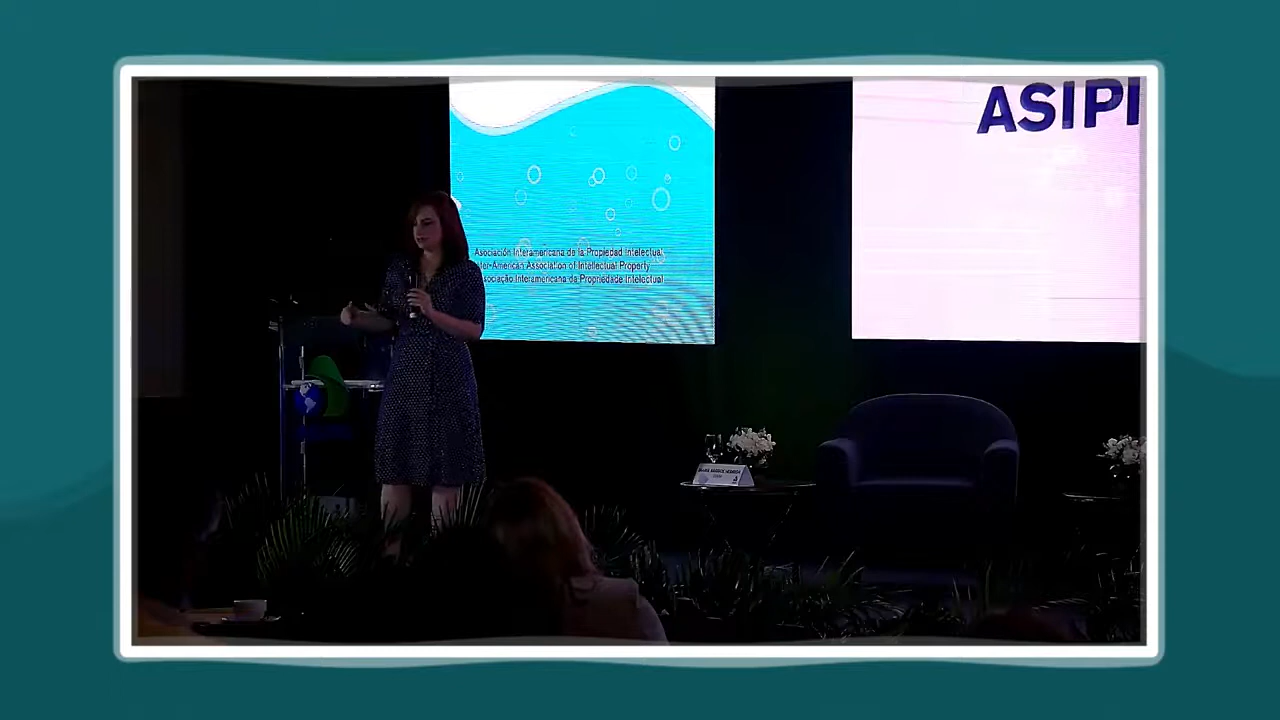 ASIPI
Asociación Interamericana de la Propiedad Intelectual
Inter-American Association of Intellectual Property
Associação Interamericana da Propriedade Intelectual